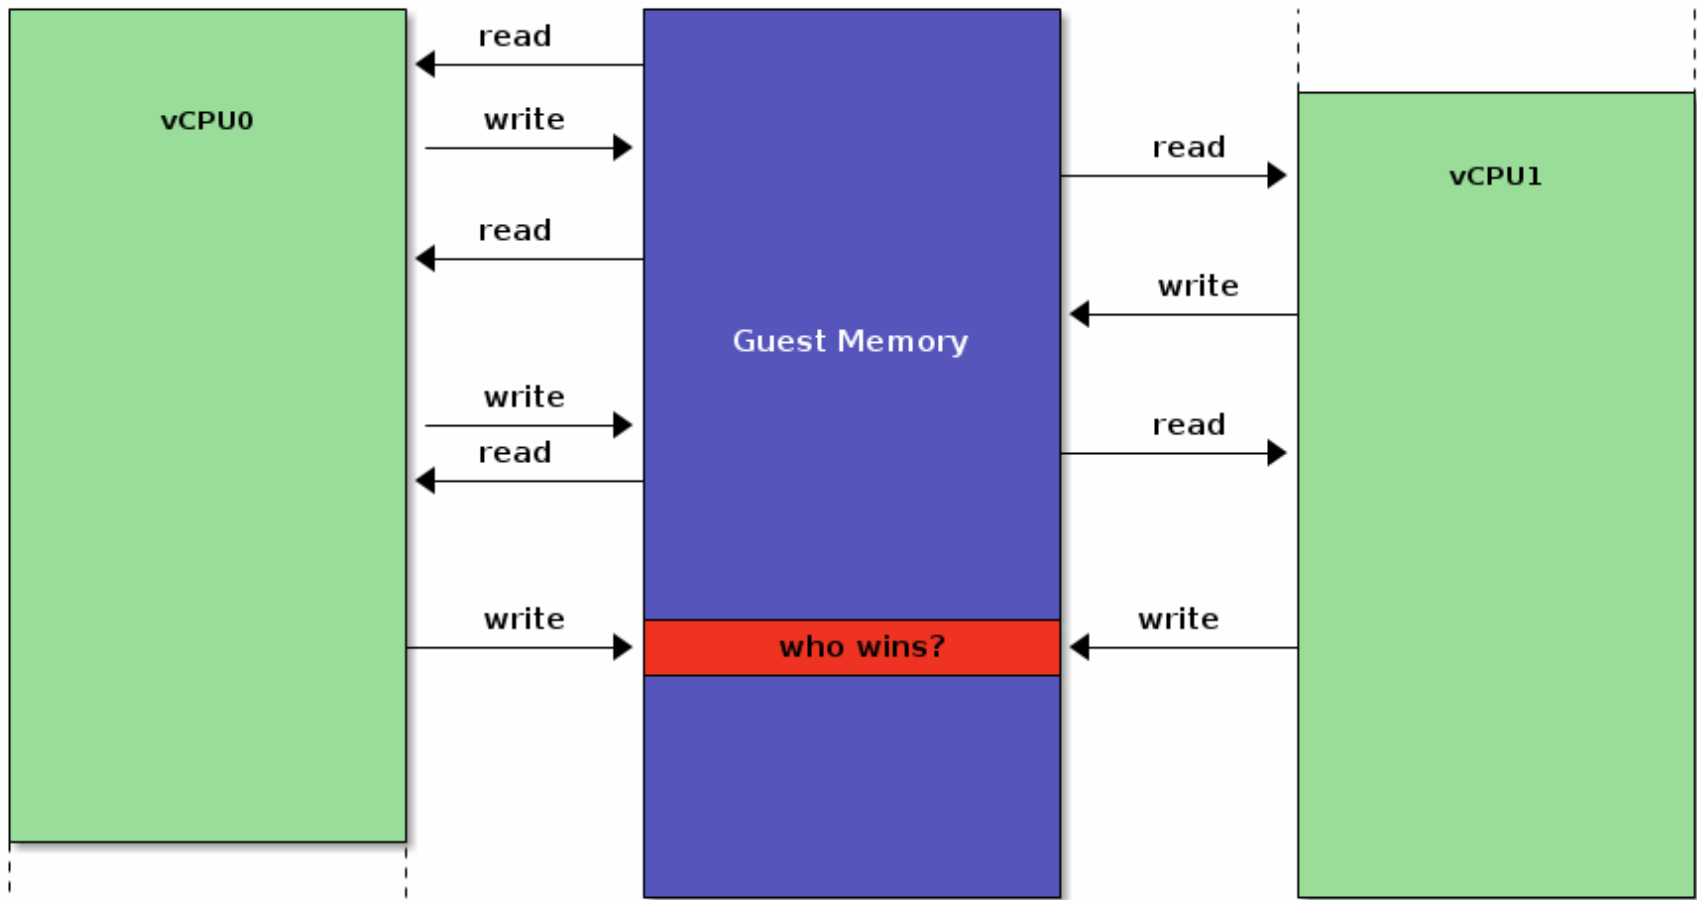 read
vCPU0
write
read
vCPU1
read
write
Guest Memory
write
read
read
write
write
who wins?